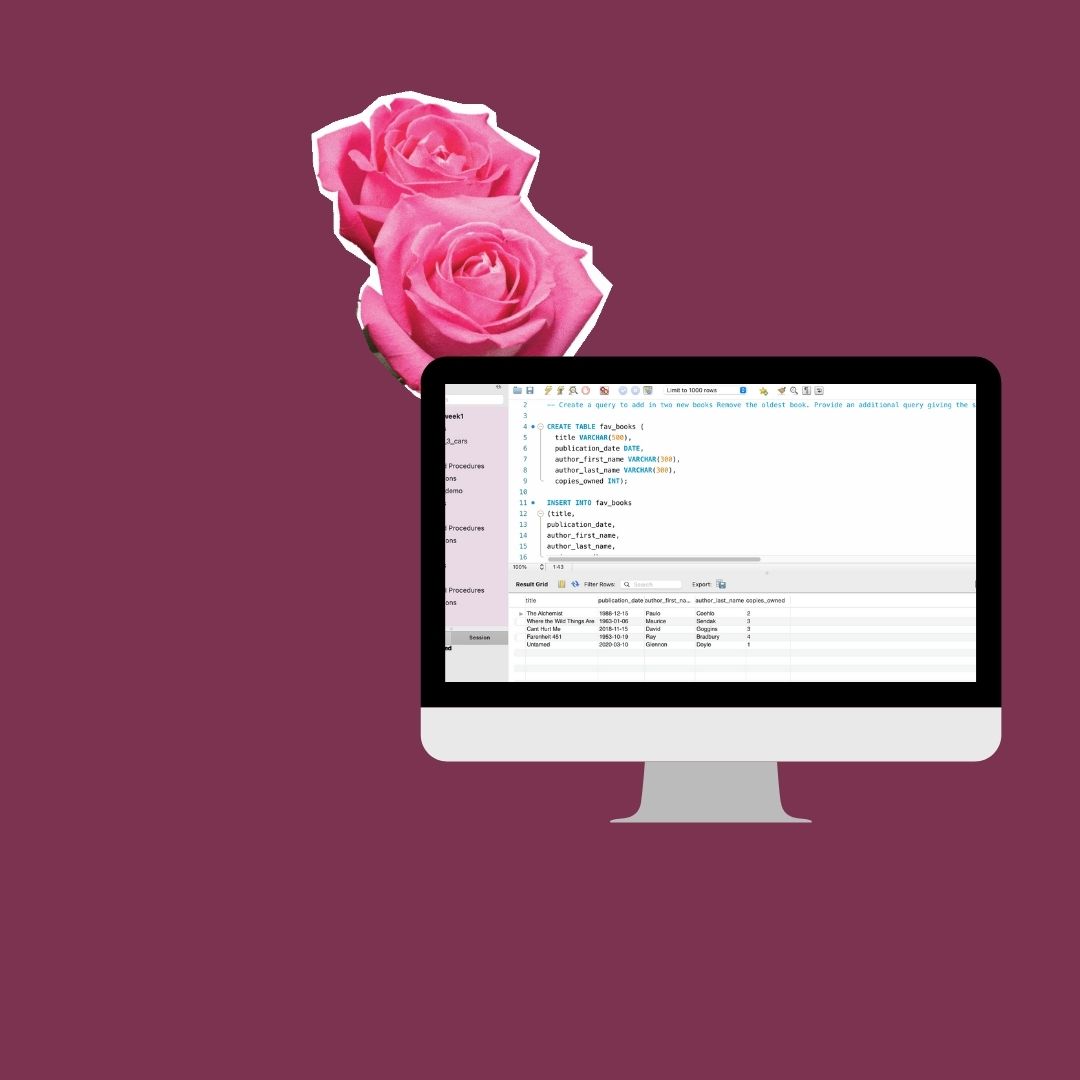 week1
_3_cars
Procedures
ons
demo
Procedures
ons
Procedures
ons
Session
Limit to 1000 rows
2 -- Create a query to add in two new books Remove the oldest book. Provide an additional query giving the s
3
4 CREATE TABLE fav_books (
5 title VARCHAR(500),
6 publication_date DATE,
7 author_first_name VARCHAR(300),
8 author_last_name VARCHAR(300),
9 copies_owned INT);
10
11 INSERT INTO fav_books
12 (title,
13 publication_date,
14 author_first_name,
15 author_last_name,
16
100% 1:43
Result Grid Filter Rows: Search Export:
title publication_date author_first_na... author_last_name copies_owned
The Alchemist 1988-12-15 Paulo Coehlo 2
Where the Wild Things Are 1963-01-06 Maurice Sendak 3
Cant Hurt Me 2018-11-15 David Goggins 3
Farenheit 451 1953-10-19 Ray Bradbury 4
Untamed 2020-03-10 Glennon Doyle 1